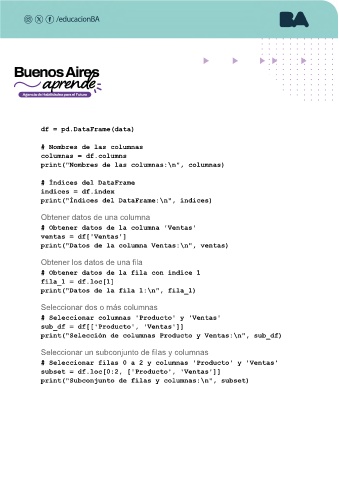 /educacionBA
BA
Buenos Aires
aprende
Agencia de Habilidades para el Futuro
df = pd.DataFrame(data)
# Nombres de las columnas
columnas = df.columns
print("Nombres de las columnas:\n", columnas)
# Índices del DataFrame
indices = df.index
print("Índices del DataFrame:\n", indices)
Obtener datos de una columna
# Obtener datos de la columna 'Ventas'
ventas = df['Ventas']
print("Datos de la columna Ventas:\n", ventas)
Obtener los datos de una fila
# Obtener datos de la fila con índice 1
fila_1 = df.loc[1]
print("Datos de la fila 1:\n", fila_1)
Seleccionar dos o más columnas
# Seleccionar columnas 'Producto' y 'Ventas'
sub_df = df[['Producto', 'Ventas']]
print("Selección de columnas Producto y Ventas:\n", sub_df)
Seleccionar un subconjunto de filas y columnas
# Seleccionar filas 0 a 2 y columnas 'Producto' y 'Ventas'
subset = df.loc[0:2, ['Producto', 'Ventas']]
print("Subconjunto de filas y columnas:\n", subset)